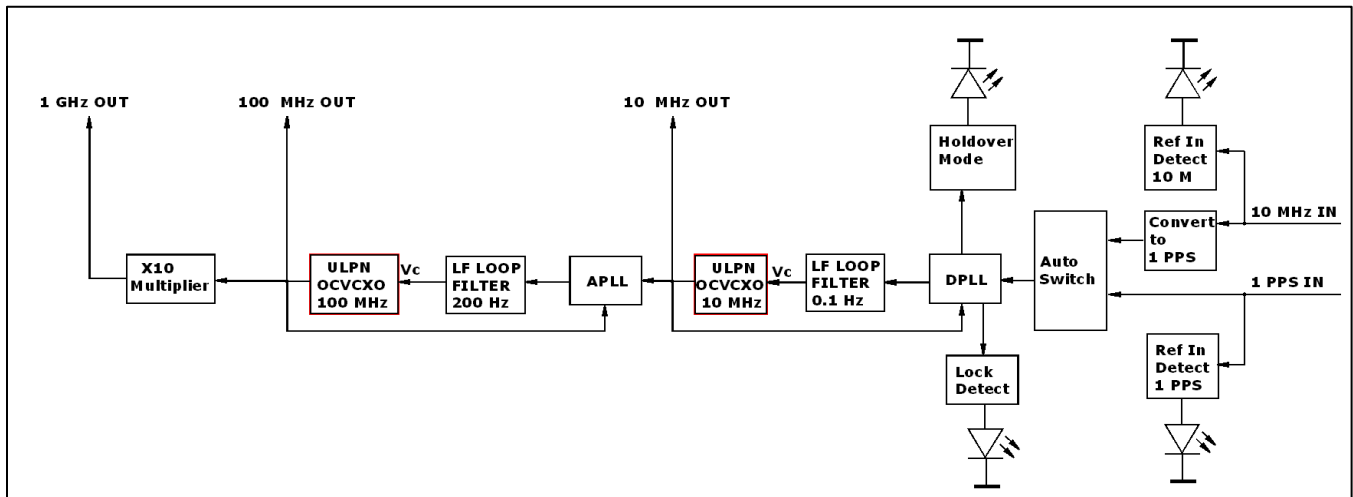 1 GHz OUT
100 MHz OUT
10 MHz OUT
Holdover
Mode
Ref In
Detect
10 M
10 MHz IN
Convert
to
1 PPS
Auto
Switch
X10
Multiplier
ULPN
OCVCXO
100 MHz
Vc
LF LOOP
FILTER
200 Hz
APLL
ULPN
OCVCXO
10 MHz
Vc
LF LOOP
FILTER
0.1 Hz
DPLL
1 PPS IN
Lock
Detect
Ref In
Detect
1 PPS